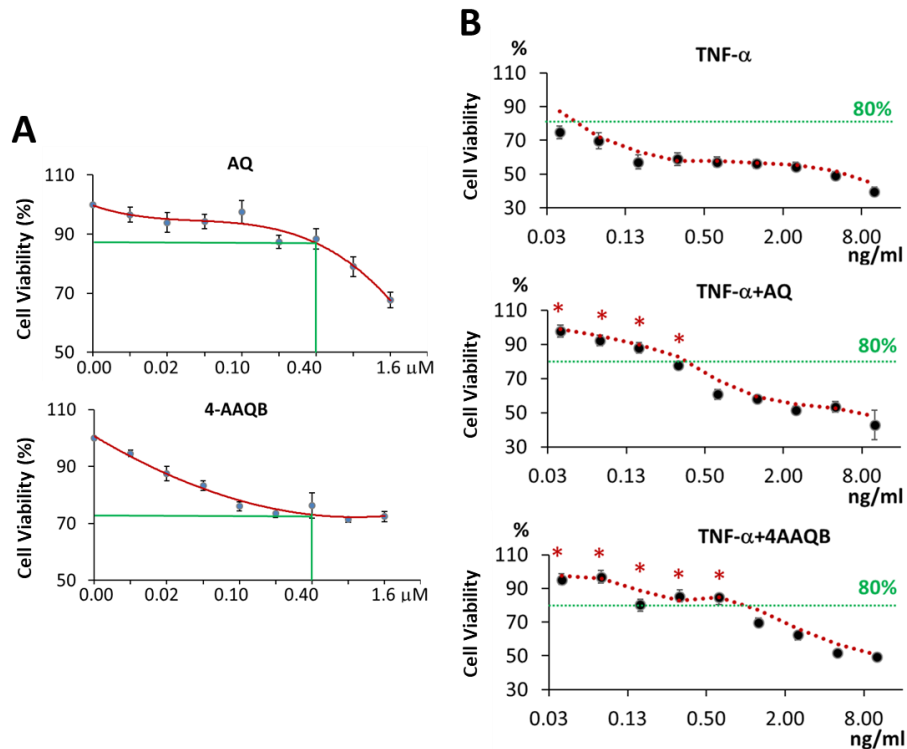 A
AQ
Cell Viability (%)
110
90
70
50
0.00 0.02 0.10 0.40 1.6 μM
4-AAQB
Cell Viability (%)
110
90
70
50
0.00 0.02 0.10 0.40 1.6 μM
B
%
TNF-α
Cell Viability
110
90
70
50
30
80%
0.03 0.13 0.50 2.00 8.00
ng/ml
%
TNF-α+AQ
Cell Viability
110
90
70
50
30
* * * *
80%
0.03 0.13 0.50 2.00 8.00
ng/ml
%
TNF-α+4AAQB
Cell Viability
110
90
70
50
30
* * * * *
80%
0.03 0.13 0.50 2.00 8.00
ng/ml